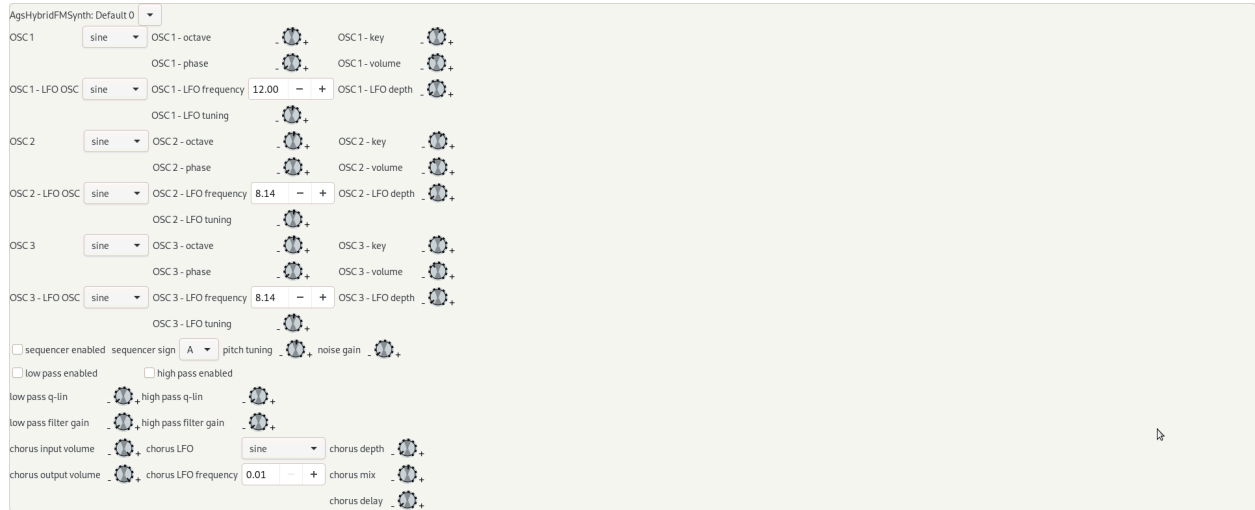 AgsHybridFMSynth: Default 0
OSC 1 sine OSC 1 - octave - + OSC 1 - key - +
OSC 1 - phase - + OSC 1 - volume - +
OSC 1 - LFO OSC sine OSC 1 - LFO frequency 12.00 − + OSC 1 - LFO depth - +
OSC 1 - LFO tuning - +
OSC 2 sine OSC 2 - octave - + OSC 2 - key - +
OSC 2 - phase - + OSC 2 - volume - +
OSC 2 - LFO OSC sine OSC 2 - LFO frequency 8.14 − + OSC 2 - LFO depth - +
OSC 2 - LFO tuning - +
OSC 3 sine OSC 3 - octave - + OSC 3 - key - +
OSC 3 - phase - + OSC 3 - volume - +
OSC 3 - LFO OSC sine OSC 3 - LFO frequency 8.14 − + OSC 3 - LFO depth - +
OSC 3 - LFO tuning - +
sequencer enabled sequencer sign A pitch tuning - + noise gain - +
low pass enabled high pass enabled
low pass q-lin - + high pass q-lin - +
low pass filter gain - + high pass filter gain - +
chorus input volume - + chorus LFO sine chorus depth - +
chorus output volume - + chorus LFO frequency 0.01 − + chorus mix - +
chorus delay - +